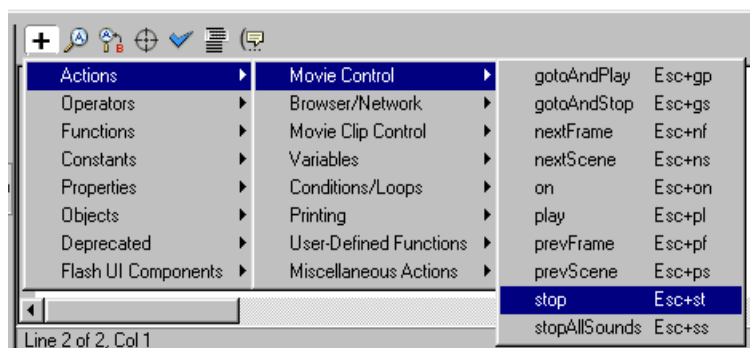 Actions
Operators
Functions
Constants
Properties
Objects
Deprecated
Flash UI Components
Movie Control
Browser/Network
Movie Clip Control
Variables
Conditions/Loops
Printing
User-Defined Functions
Miscellaneous Actions
gotoAndPlay Esc+gp
gotoAndStop Esc+gs
nextFrame Esc+nf
nextScene Esc+ns
on Esc+on
play Esc+pl
prevFrame Esc+pf
prevScene Esc+ps
stop Esc+st
stopAllSounds Esc+ss
Line 2 of 2, Col 1